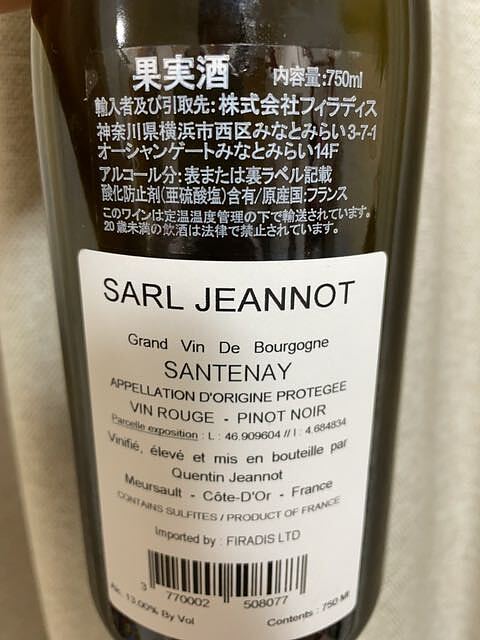 果実酒 内容量:750ml
輸入者及び引取先:株式会社フィラディス
神奈川県横浜市西区みなとみらい3-7-1
オーシャンゲートみなとみらい14F
アルコール分:表または裏ラベル記載
酸化防止剤(亜硫酸塩)含有/原産国:フランス
このワインは定温温度管理の下で輸送されています。
20歳未満の飲酒は法律で禁止されています。
SARL JEANNOT
Grand Vin De Bourgogne
SANTENAY
APPELLATION D'ORIGINE PROTEGEE
VIN ROUGE - PINOT NOIR
Parcelle exposition : L : 46.909604 // l : 4.684834
Vinifié, élevé et mis en bouteille par
Quentin Jeannot
Meursault - Côte-D'Or - France
CONTAINS SULFITES / PRODUCT OF FRANCE
Imported by : FIRADIS LTD
3 770002 508077
Alc. 13.00% By Vol Contents : 750 Ml